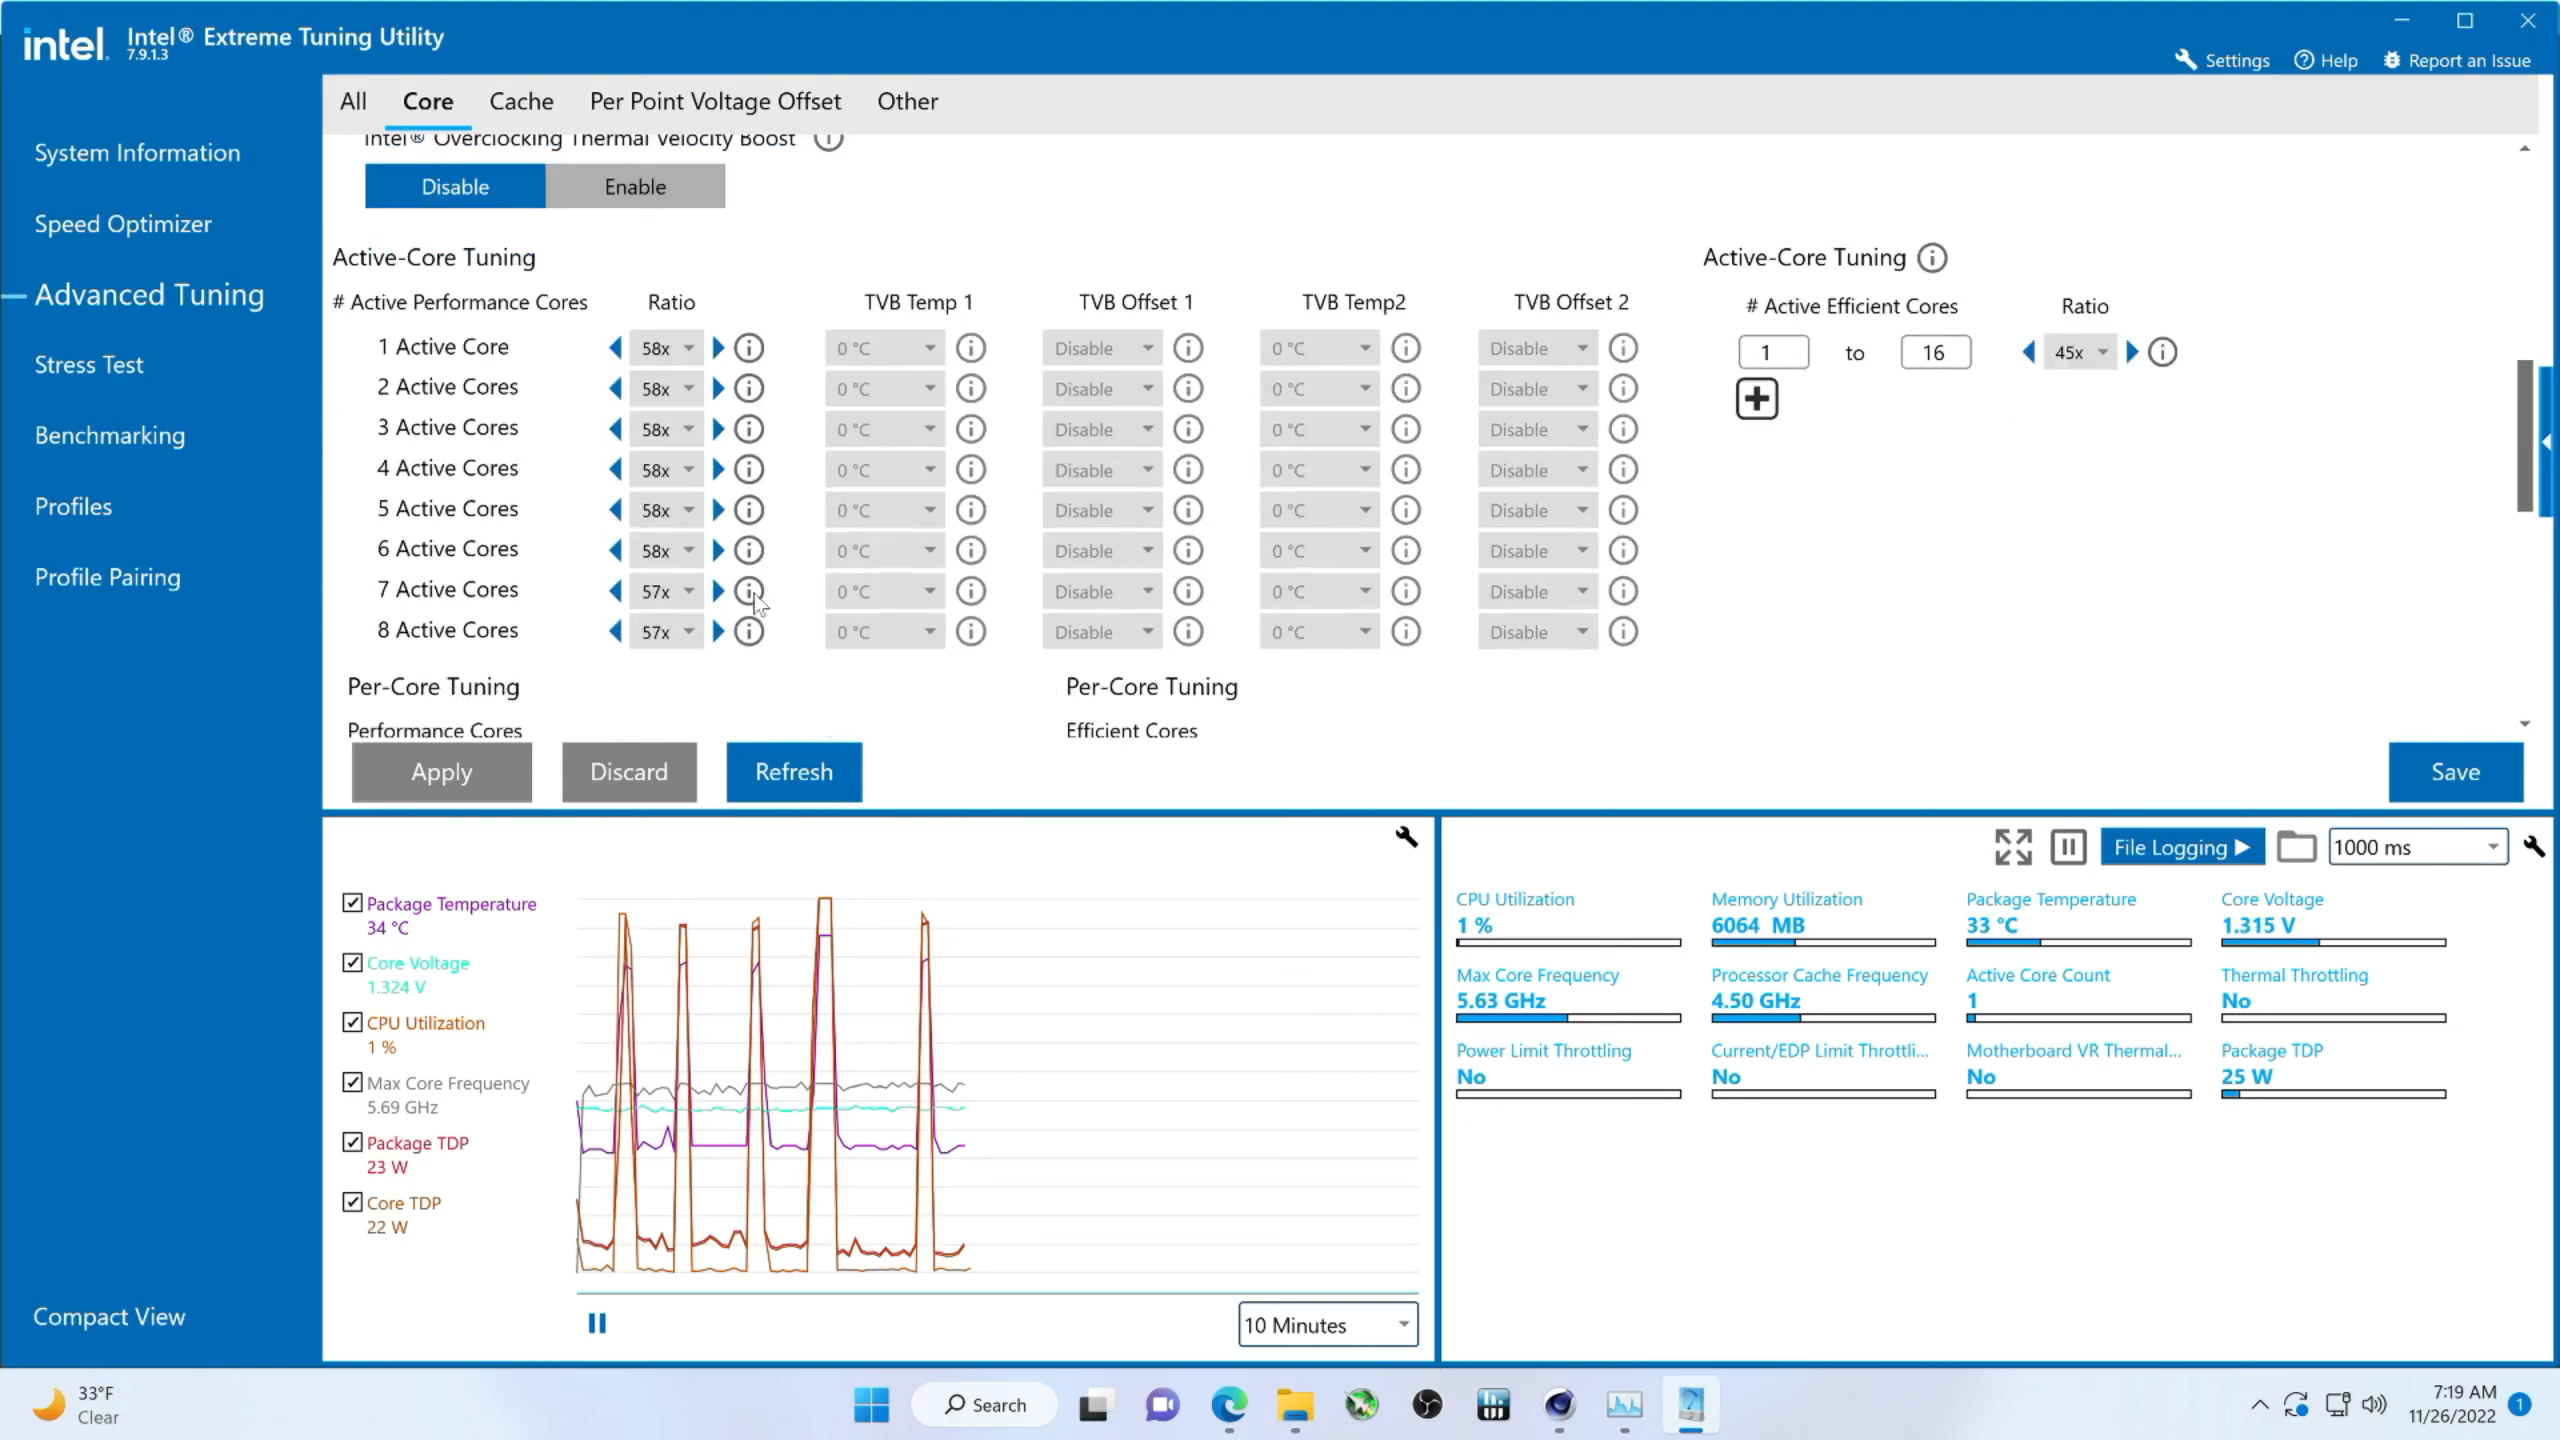 intel.
Intel® Extreme Tuning Utility
7.9.1.3
Settings
Help
Report an Issue
System Information
Speed Optimizer
Advanced Tuning
Stress Test
Benchmarking
Profiles
Profile Pairing
Compact View
All Core Cache Per Point Voltage Offset Other
Intel® Overclocking Thermal Velocity Boost
Disable Enable
Active-Core Tuning
# Active Performance Cores Ratio TVB Temp 1 TVB Offset 1 TVB Temp2 TVB Offset 2
1 Active Core 58x 0 °C Disable 0 °C Disable
2 Active Cores 58x 0 °C Disable 0 °C Disable
3 Active Cores 58x 0 °C Disable 0 °C Disable
4 Active Cores 58x 0 °C Disable 0 °C Disable
5 Active Cores 58x 0 °C Disable 0 °C Disable
6 Active Cores 58x 0 °C Disable 0 °C Disable
7 Active Cores 57x 0 °C Disable 0 °C Disable
8 Active Cores 57x 0 °C Disable 0 °C Disable
Active-Core Tuning
# Active Efficient Cores Ratio
1 to 16 45x
Per-Core Tuning
Performance Cores
Per-Core Tuning
Efficient Cores
Apply Discard Refresh Save
Package Temperature
34 °C
Core Voltage
1.324 V
CPU Utilization
1 %
Max Core Frequency
5.69 GHz
Package TDP
23 W
Core TDP
22 W
10 Minutes
File Logging
1000 ms
CPU Utilization
1 %
Memory Utilization
6064 MB
Package Temperature
33 °C
Core Voltage
1.315 V
Max Core Frequency
5.63 GHz
Processor Cache Frequency
4.50 GHz
Active Core Count
1
Thermal Throttling
No
Power Limit Throttling
No
Current/EDP Limit Throttli...
No
Motherboard VR Thermal...
No
Package TDP
25 W
33°F
Clear
Search
7:19 AM
11/26/2022
1